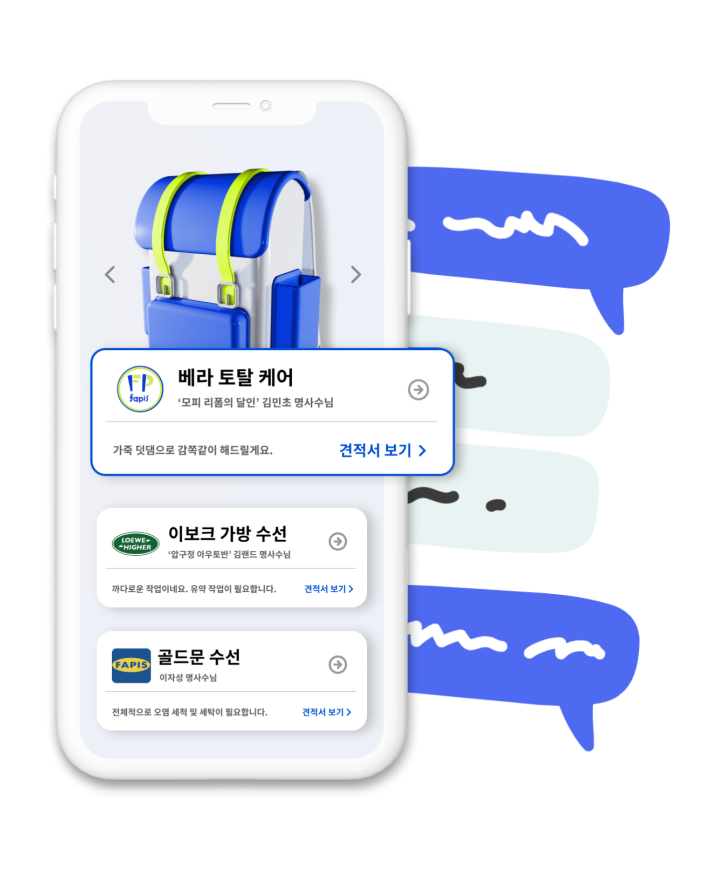 FP
fapis
베라 토탈 케어
‘모피 리폼의 달인’ 김민초 명사수님
가죽 덧댐으로 감쪽같이 해드릴게요.
견적서 보기
LOEWE-
HIGHER
이보크 가방 수선
‘압구정 아우토반’ 김랜드 명사수님
까다로운 작업이네요. 유약 작업이 필요합니다.
견적서 보기
FAPIS
골드문 수선
이자성 명사수님
전체적으로 오염 세척 및 세탁이 필요합니다.
견적서 보기